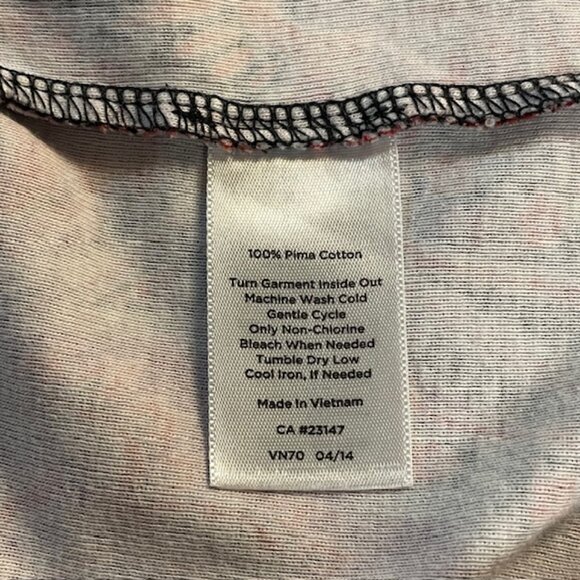 100% Pima Cotton
Turn Garment Inside Out
Machine Wash Cold
Gentle Cycle
Only Non-Chlorine
Bleach When Needed
Tumble Dry Low
Cool Iron, If Needed
Made In Vietnam
CA #23147
VN70 04/14